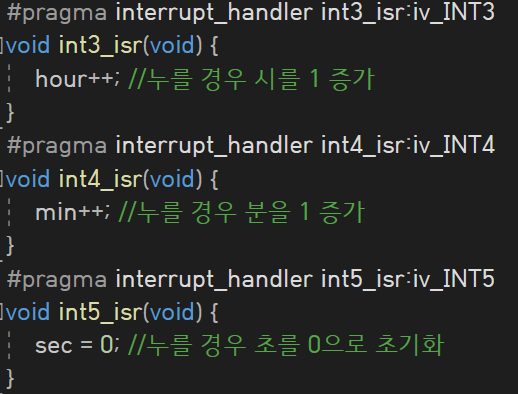 #pragma interrupt_handler int3_isr:iv_INT3
void int3_isr(void) {
hour++; //누를 경우 시를 1 증가
}
#pragma interrupt_handler int4_isr:iv_INT4
void int4_isr(void) {
min++; //누를 경우 분을 1 증가
}
#pragma interrupt_handler int5_isr:iv_INT5
void int5_isr(void) {
sec = 0; //누를 경우 초를 0으로 초기화
}